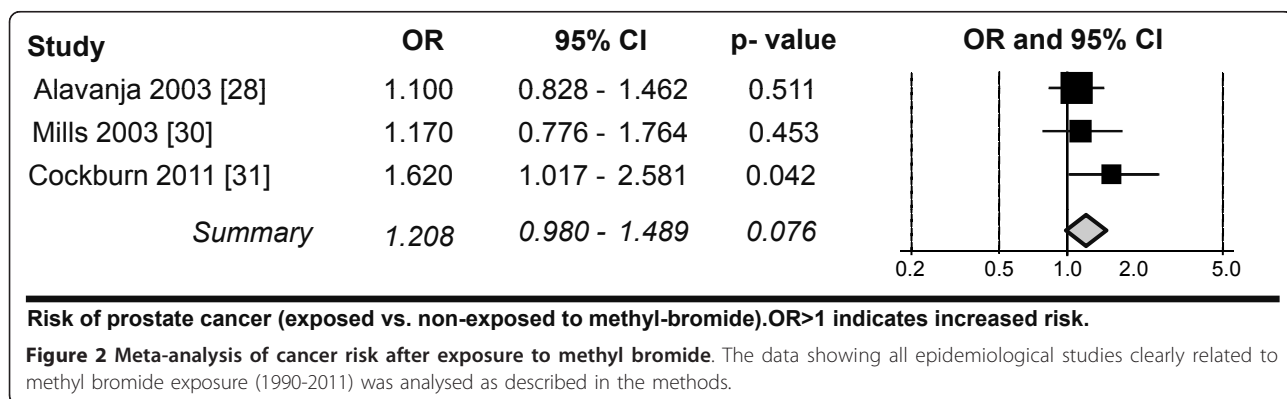 Study OR 95% CI p- value OR and 95% CI
Alavanja 2003 [28] 1.100 0.828 - 1.462 0.511
Mills 2003 [30] 1.170 0.776 - 1.764 0.453
Cockburn 2011 [31] 1.620 1.017 - 2.581 0.042
Summary 1.208 0.980 - 1.489 0.076
0.2 0.5 1.0 2.0 5.0
Risk of prostate cancer (exposed vs. non-exposed to methyl-bromide).OR>1 indicates increased risk.
Figure 2 Meta-analysis of cancer risk after exposure to methyl bromide. The data showing all epidemiological studies clearly related to
methyl bromide exposure (1990-2011) was analysed as described in the methods.